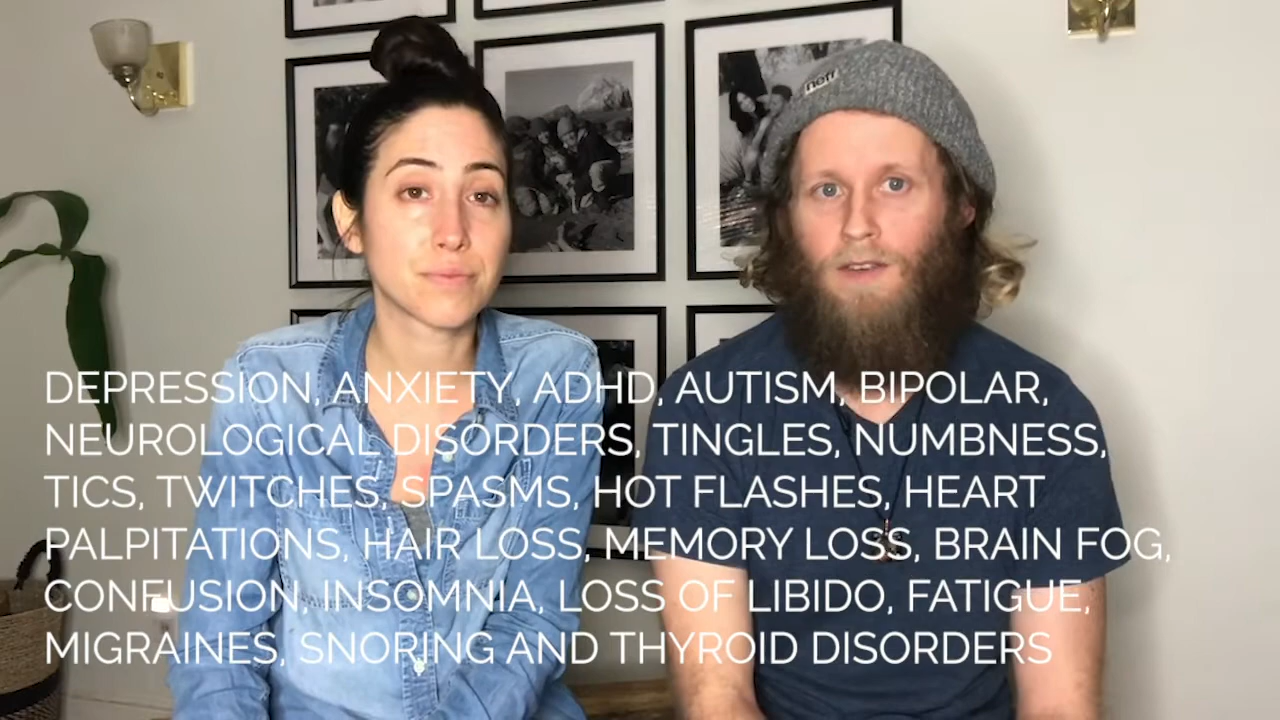 neff
DEPRESSION, ANXIETY, ADHD, AUTISM, BIPOLAR,
NEUROLOGICAL DISORDERS, TINGLES, NUMBNESS,
TICS, TWITCHES, SPASMS, HOT FLASHES, HEART
PALPITATIONS, HAIR LOSS, MEMORY LOSS, BRAIN FOG,
CONFUSION, INSOMNIA, LOSS OF LIBIDO, FATIGUE,
MIGRAINES, SNORING AND THYROID DISORDERS